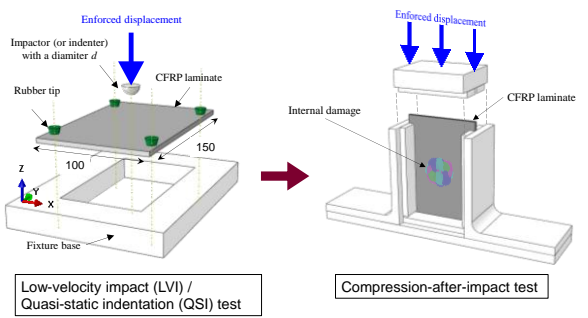 Enforced displacement
Impactor (or indenter)
with a diamiter d
CFRP laminate
Rubber tip
100
150
Z
Y
X
Fixture base
Low-velocity impact (LVI) /
Quasi-static indentation (QSI) test
Enforced displacement
CFRP laminate
Internal damage
Compression-after-impact test